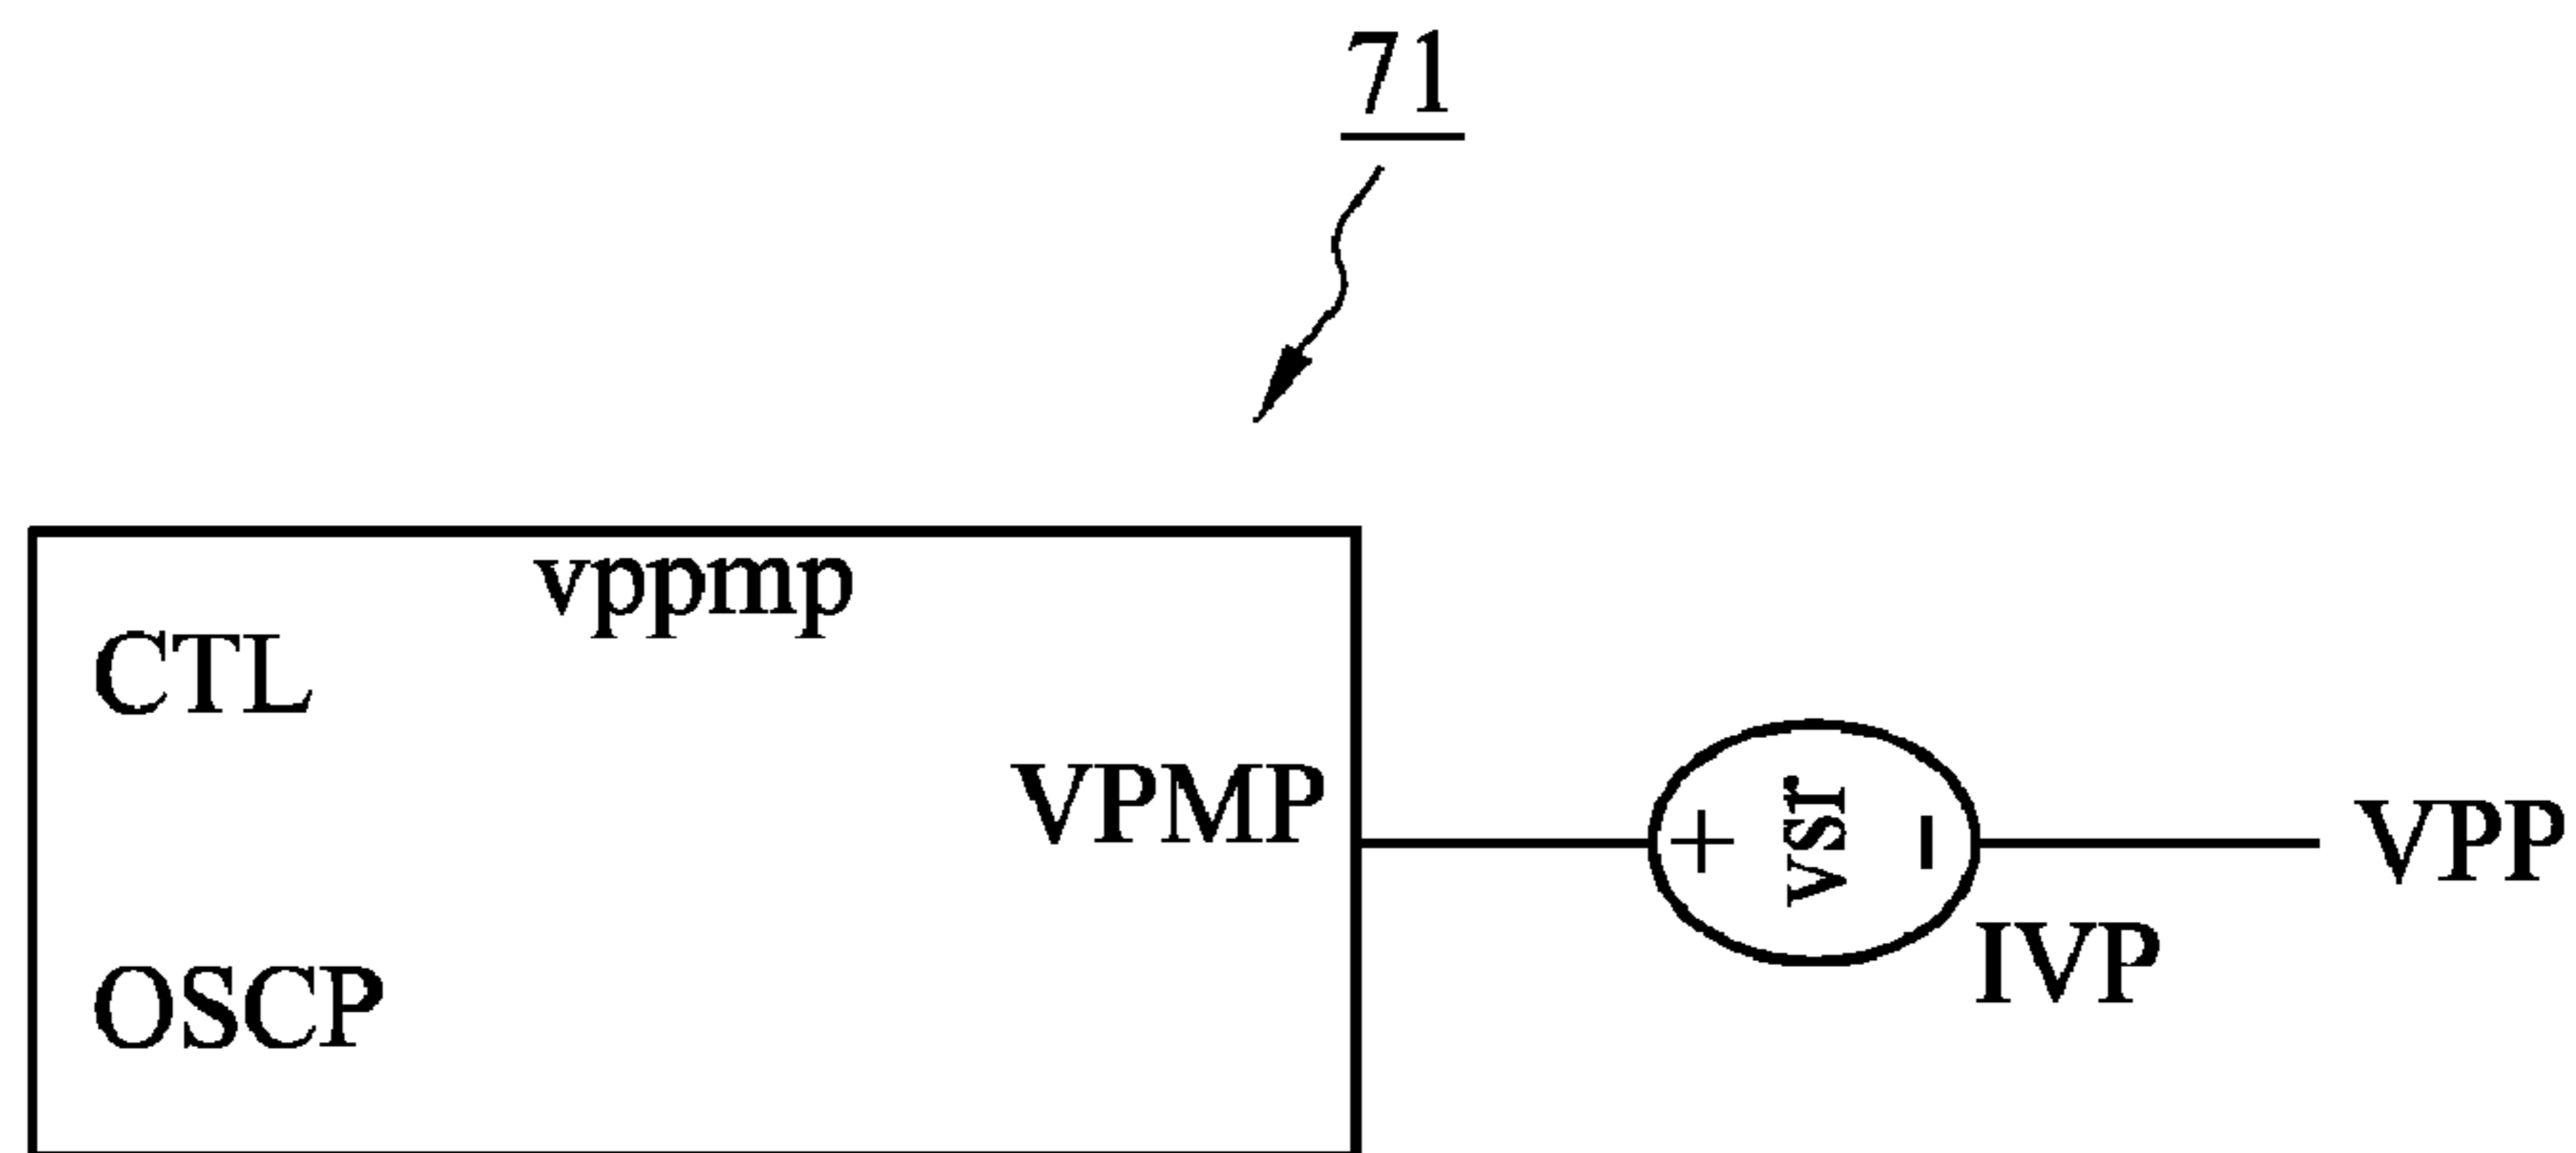 71
vppmp
CTL
VPMP
+ vsr -
VPP
IVP
OSCP